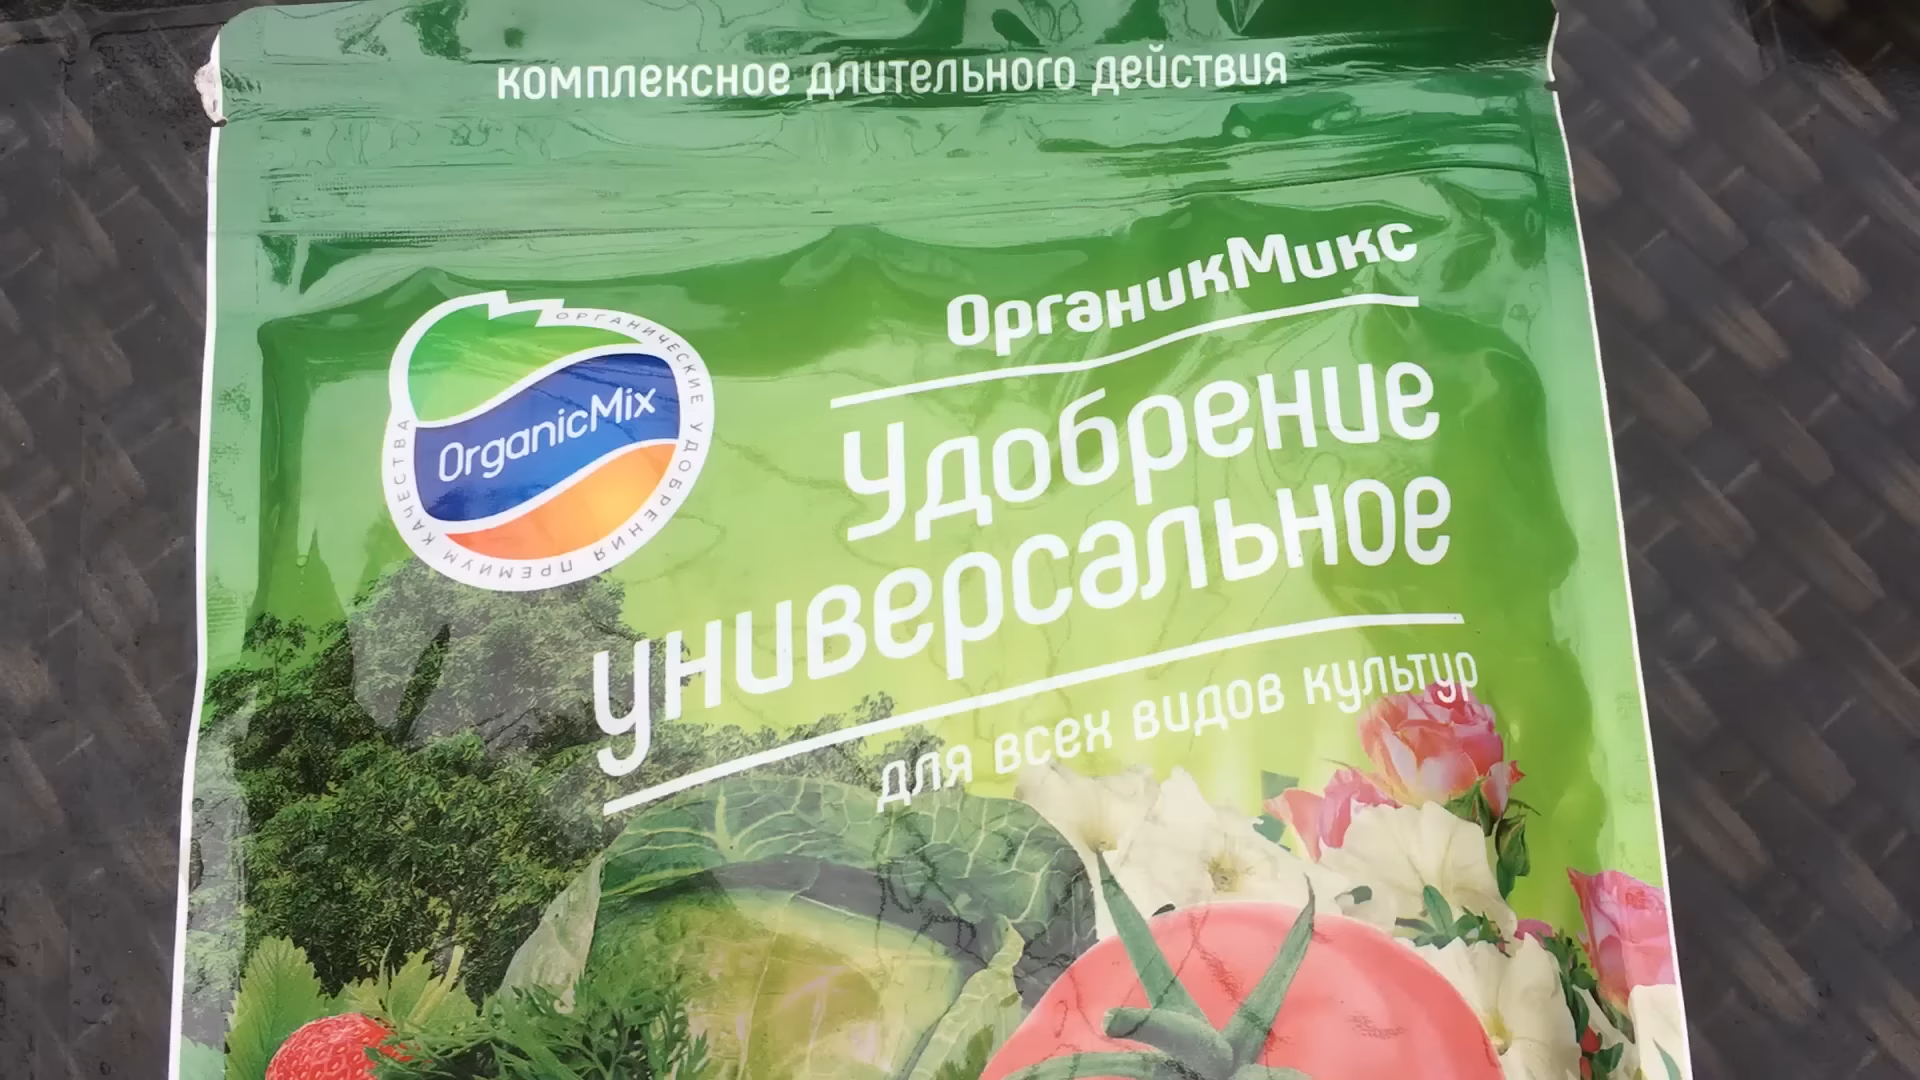 комплексное длительного действия
ОрганикМикс
OrganicMix
ОРГАНИЧЕСКИЕ УДОБРЕНИЯ ПРЕМИУМ КАЧЕСТВА
Удобрение
универсальное
для всех видов культур